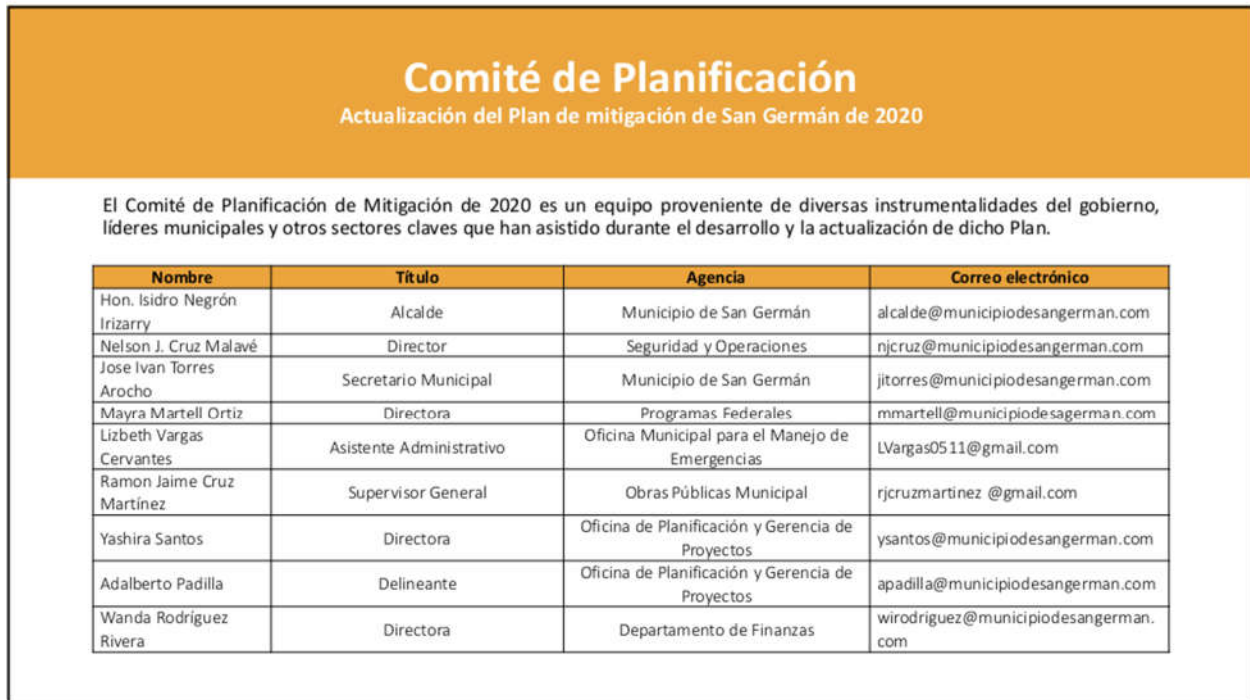 Comité de Planificación
Actualización del Plan de mitigación de San Germán de 2020
El Comité de Planificación de Mitigación de 2020 es un equipo proveniente de diversas instrumentalidades del gobierno,
líderes municipales y otros sectores claves que han asistido durante el desarrollo y la actualización de dicho Plan.
Nombre Título Agencia Correo electrónico
Hon. Isidro Negrón
Irizarry
Alcalde
Municipio de San Germán
alcalde@municipiodesangerman.com
Nelson J. Cruz Malavé
Director
Seguridad y Operaciones
njcruz@municipiodesangerman.com
Jose Ivan Torres
Arocho
Secretario Municipal
Municipio de San Germán
jitorres@municipiodesangerman.com
Mayra Martell Ortiz
Directora
Programas Federales
mmartell@municipiodesagerman.com
Lizbeth Vargas
Cervantes
Asistente Administrativo
Oficina Municipal para el Manejo de
Emergencias
LVargas0511@gmail.com
Ramon Jaime Cruz
Martínez
Supervisor General
Obras Públicas Municipal
rjcruzmartinez @gmail.com
Yashira Santos
Directora
Oficina de Planificación y Gerencia de
Proyectos
ysantos@municipiodesangerman.com
Adalberto Padilla
Delineante
Oficina de Planificación y Gerencia de
Proyectos
apadilla@municipiodesangerman.com
Wanda Rodríguez
Rivera
Directora
Departamento de Finanzas
wirodriguez@municipiodesangerman.
com